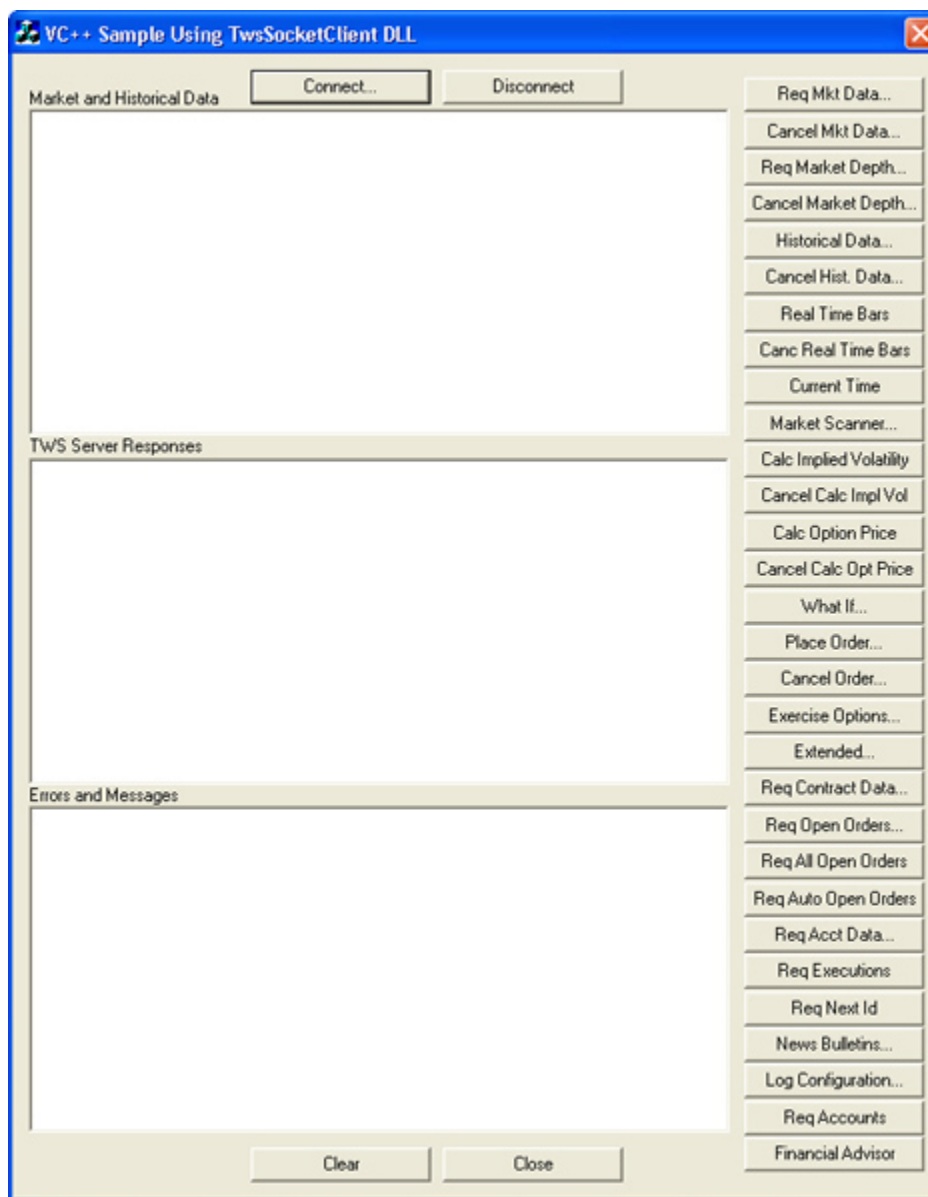 VC++ Sample Using TwsSocketClient DLL
Connect...
Disconnect
Market and Historical Data
TWS Server Responses
Errors and Messages
Clear
Close
Req Mkt Data...
Cancel Mkt Data...
Req Market Depth...
Cancel Market Depth...
Historical Data...
Cancel Hist. Data...
Real Time Bars
Canc Real Time Bars
Current Time
Market Scanner...
Calc Implied Volatility
Cancel Calc Impl Vol
Calc Option Price
Cancel Calc Opt Price
What If...
Place Order...
Cancel Order...
Exercise Options...
Extended...
Req Contract Data...
Req Open Orders...
Req All Open Orders
Req Auto Open Orders
Req Acct Data...
Req Executions
Req Next Id
News Bulletins...
Log Configuration...
Req Accounts
Financial Advisor